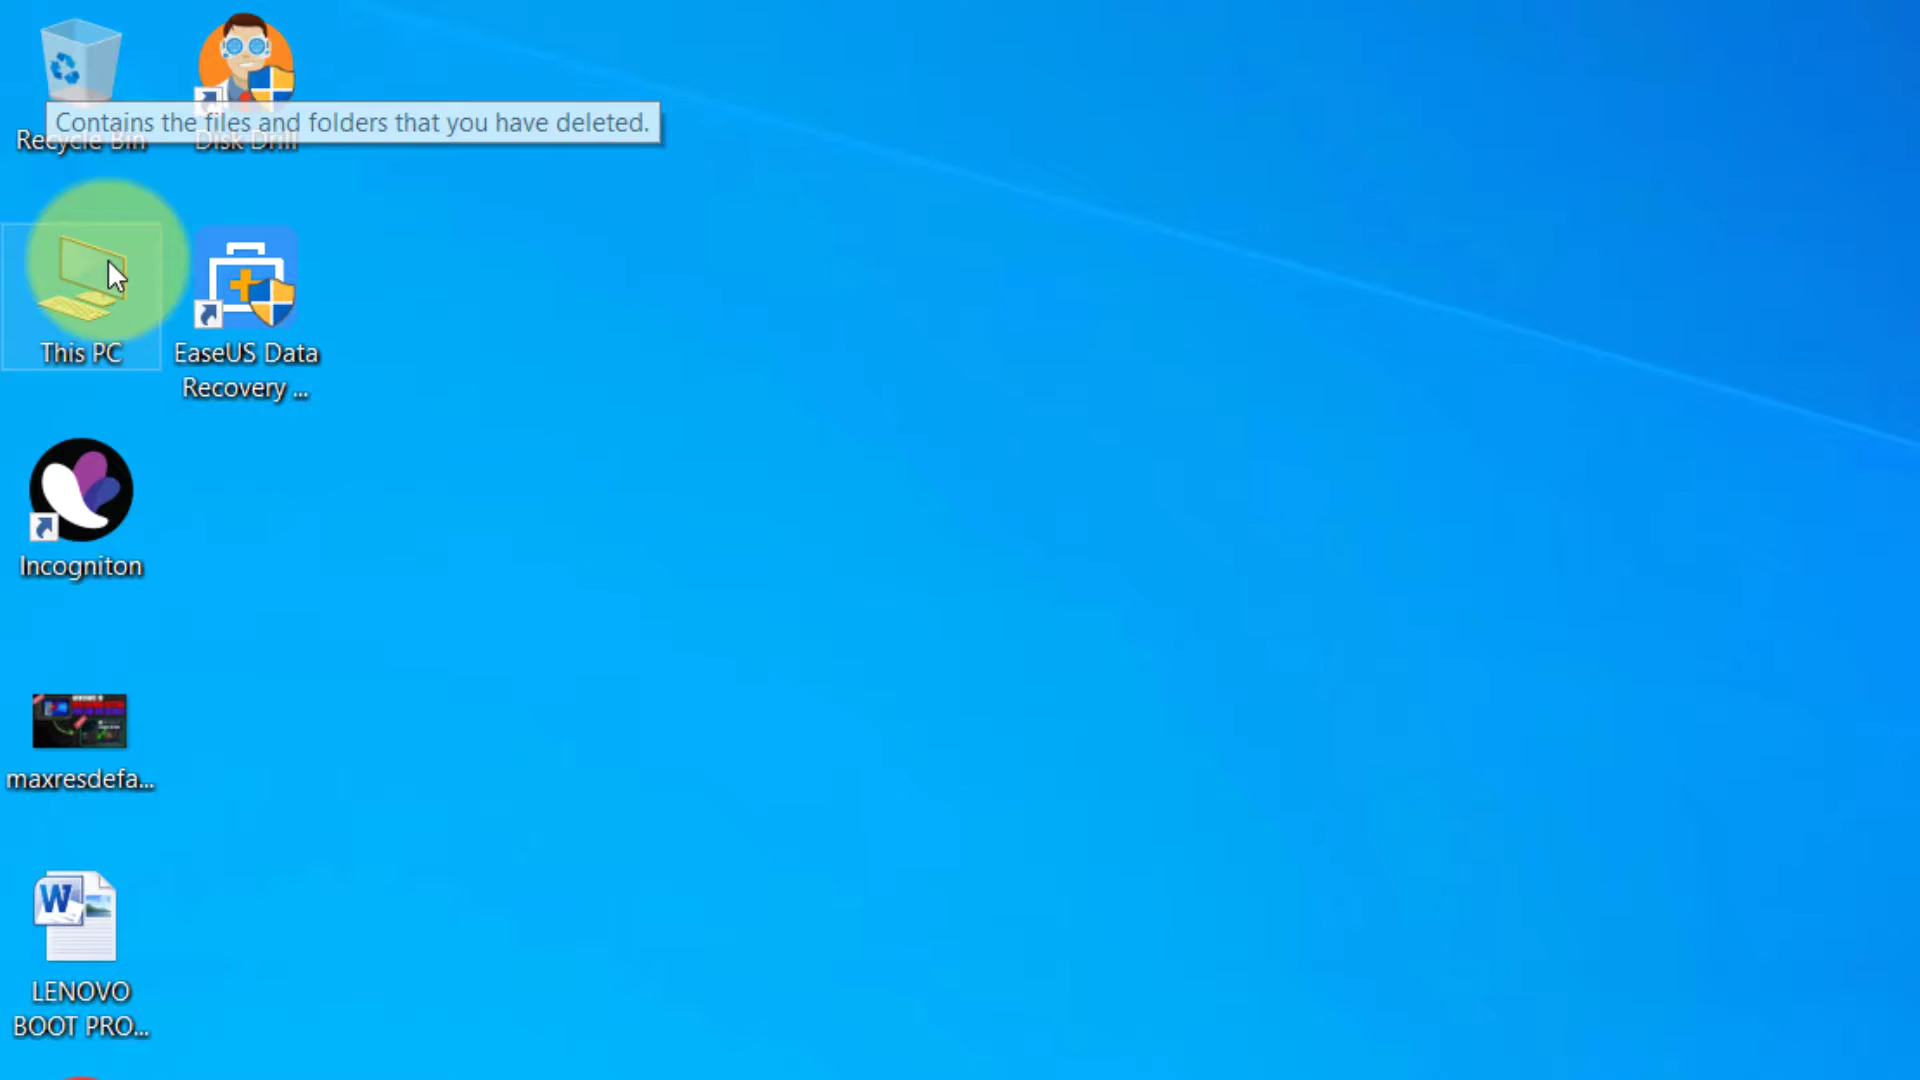 Contains the files and folders that you have deleted.
Recycle Bin
Disk Drill
This PC
EaseUS Data
Recovery ...
Incogniton
maxresdefa...
W
LENOVO
BOOT PRO...